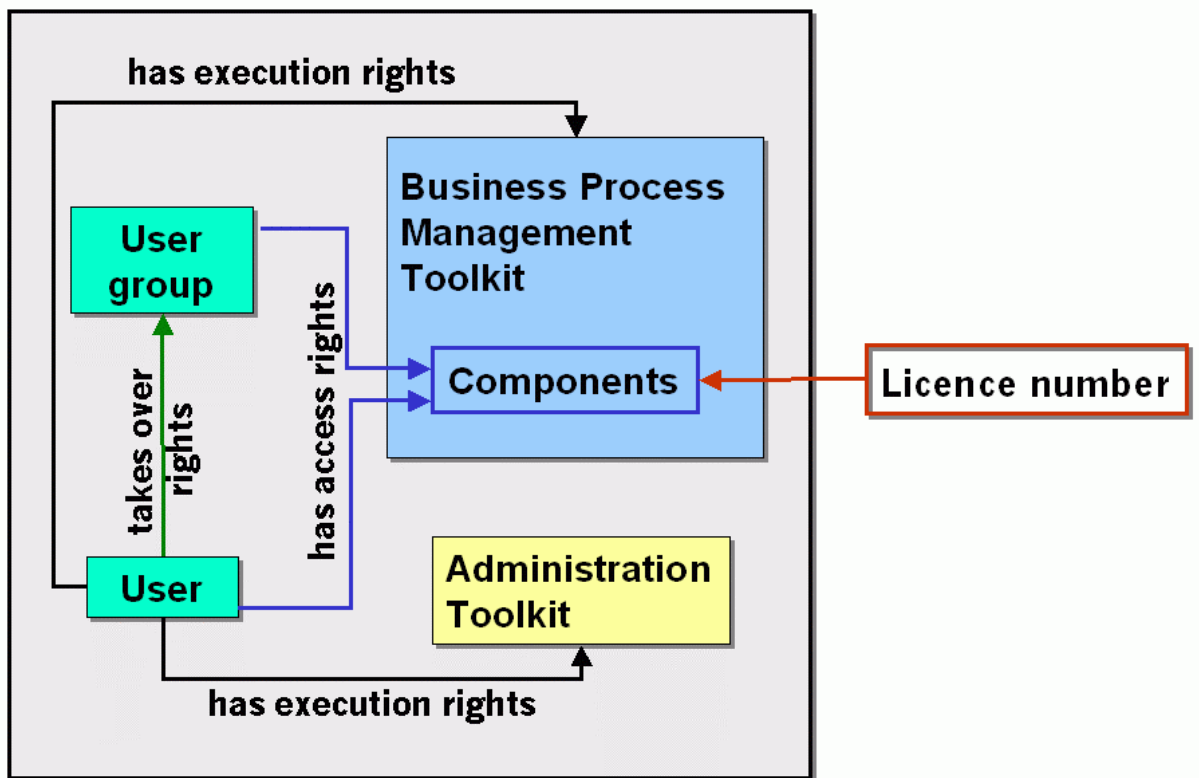 has execution rights
Business Process
Management
Toolkit
User
group
has access rights
Components
Licence number
takes over
rights
User
Administration
Toolkit
has execution rights